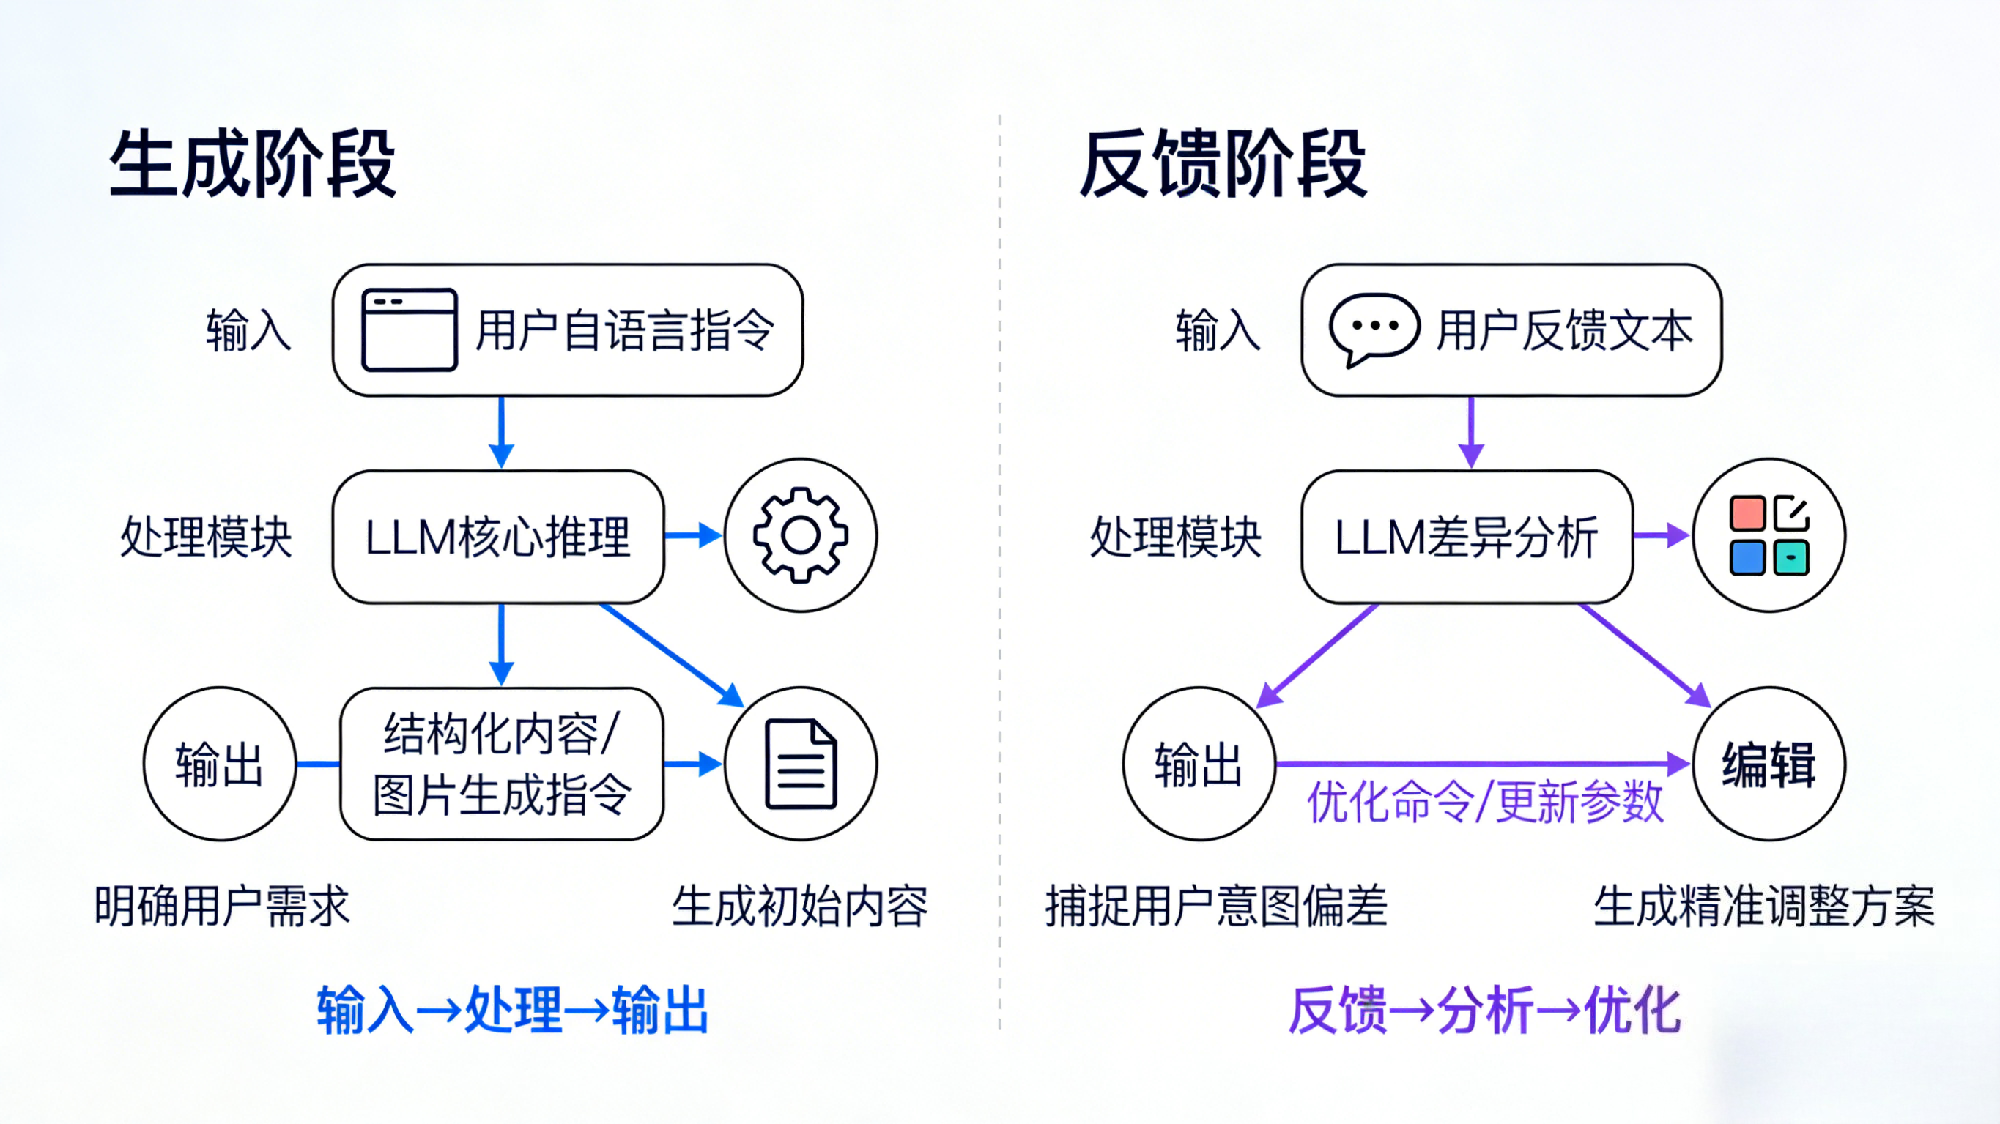 生成阶段
输入
用户自语言指令
处理模块
LLM核心推理
输出
结构化内容/
图片生成指令
明确用户需求
生成初始内容
输入→处理→输出
反馈阶段
输入
用户反馈文本
处理模块
LLM差异分析
输出
优化命令/更新参数
编辑
捕捉用户意图偏差
生成精准调整方案
反馈→分析→优化